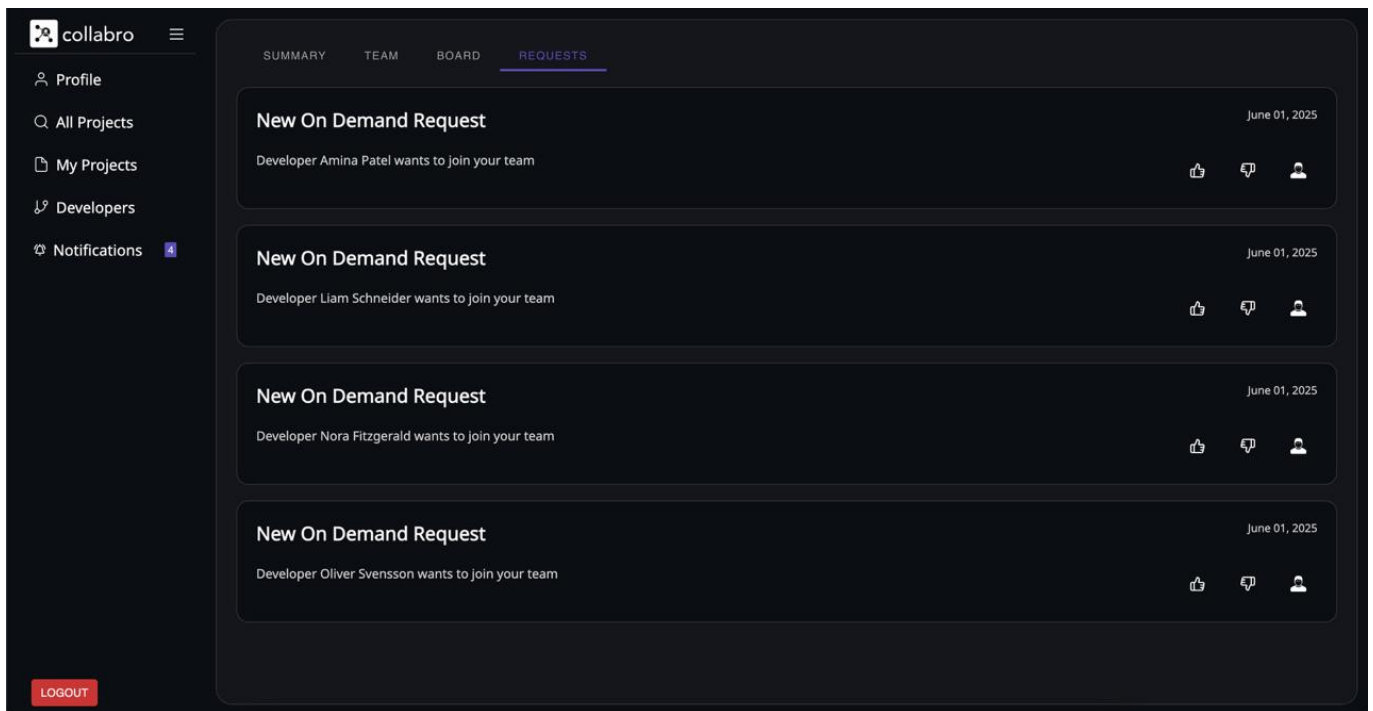 collabro
Profile
All Projects
My Projects
Developers
Notifications 4
LOGOUT
SUMMARY TEAM BOARD REQUESTS
New On Demand Request
June 01, 2025
Developer Amina Patel wants to join your team
New On Demand Request
June 01, 2025
Developer Liam Schneider wants to join your team
New On Demand Request
June 01, 2025
Developer Nora Fitzgerald wants to join your team
New On Demand Request
June 01, 2025
Developer Oliver Svensson wants to join your team